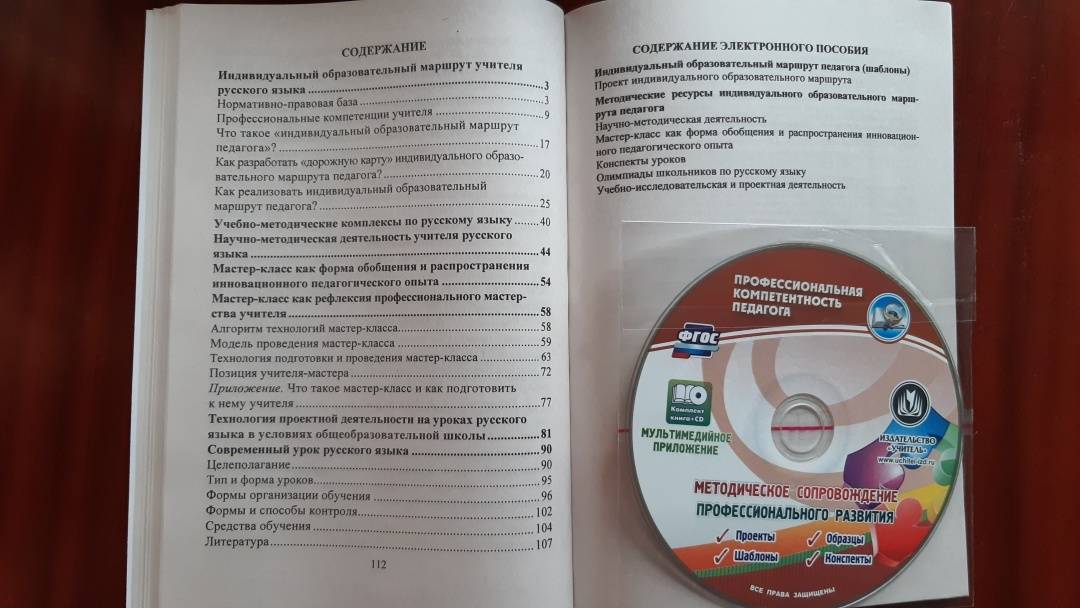 СОДЕРЖАНИЕ
Индивидуальный образовательный маршрут учителя
русского языка ........ 3
Нормативно-правовая база ........ 3
Профессиональные компетенции учителя ........ 9
Что такое «индивидуальный образовательный маршрут
педагога»? ........ 17
Как разработать «дорожную карту» индивидуального образо-
вательного маршрута педагога? ........ 20
Как реализовать индивидуальный образовательный
маршрут педагога? ........ 25
Учебно-методические комплексы по русскому языку ........ 40
Научно-методическая деятельность учителя русского
языка ........ 44
Мастер-класс как форма обобщения и распространения
инновационного педагогического опыта ........ 54
Мастер-класс как рефлексия профессионального мастер-
ства учителя ........ 58
Алгоритм технологий мастер-класса ........ 58
Модель проведения мастер-класса ........ 59
Технология подготовки и проведения мастер-класса ........ 63
Позиция учителя-мастера ........ 72
Приложение. Что такое мастер-класс и как подготовить
к нему учителя ........ 77
Технология проектной деятельности на уроках русского
языка в условиях общеобразовательной школы ........ 81
Современный урок русского языка ........ 90
Целеполагание ........ 90
Тип и форма уроков ........ 95
Формы организации обучения ........ 96
Формы и способы контроля ........ 102
Средства обучения ........ 104
Литература ........ 107
112
СОДЕРЖАНИЕ ЭЛЕКТРОННОГО ПОСОБИЯ
Индивидуальный образовательный маршрут педагога (шаблоны)
Проект индивидуального образовательного маршрута
Методические ресурсы индивидуального образовательного марш-
рута педагога
Научно-методическая деятельность
Мастер-класс как форма обобщения и распространения инновацион-
ного педагогического опыта
Конспекты уроков
Олимпиады школьников по русскому языку
Учебно-исследовательская и проектная деятельность
ПРОФЕССИОНАЛЬНАЯ
КОМПЕТЕНТНОСТЬ
ПЕДАГОГА
ФГОС
Комплект
книга+CD
МУЛЬТИМЕДИЙНОЕ
ПРИЛОЖЕНИЕ
ИЗДАТЕЛЬСТВО
«УЧИТЕЛЬ»
www.uchitel-izd.ru
МЕТОДИЧЕСКОЕ СОПРОВОЖДЕНИЕ
ПРОФЕССИОНАЛЬНОГО РАЗВИТИЯ
✓ Проекты ✓ Образцы
✓ Шаблоны ✓ Конспекты
ВСЕ ПРАВА ЗАЩИЩЕНЫ